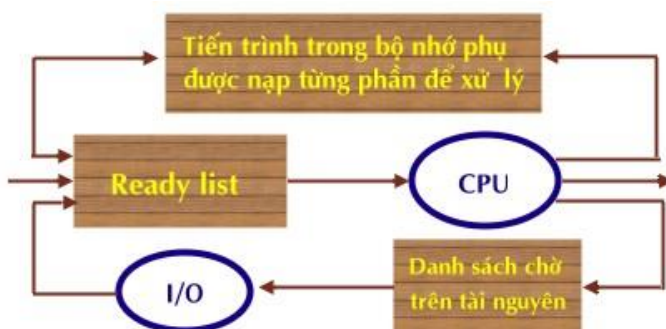 Tiến trình trong bộ nhớ phụ
được nạp từng phần để xử lý
Ready list
CPU
Danh sách chờ
trên tài nguyên
I/O